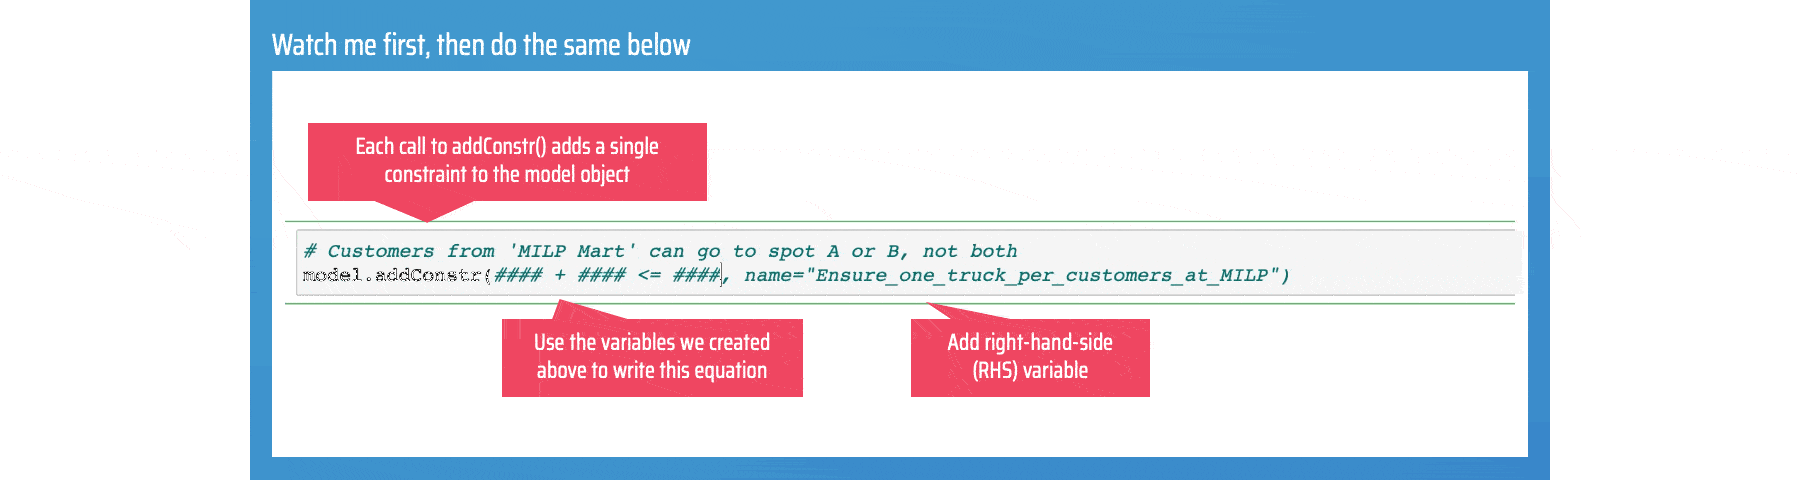 Watch me first, then do the same below
Each call to addConstr() adds a single
constraint to the model object
# Customers from 'MILP Mart' can go to spot A or B, not both
model.addConstr(#### + #### <= ####, name="Ensure_one_truck_per_customers_at_MILP")
Use the variables we created
above to write this equation
Add right-hand-side
(RHS) variable